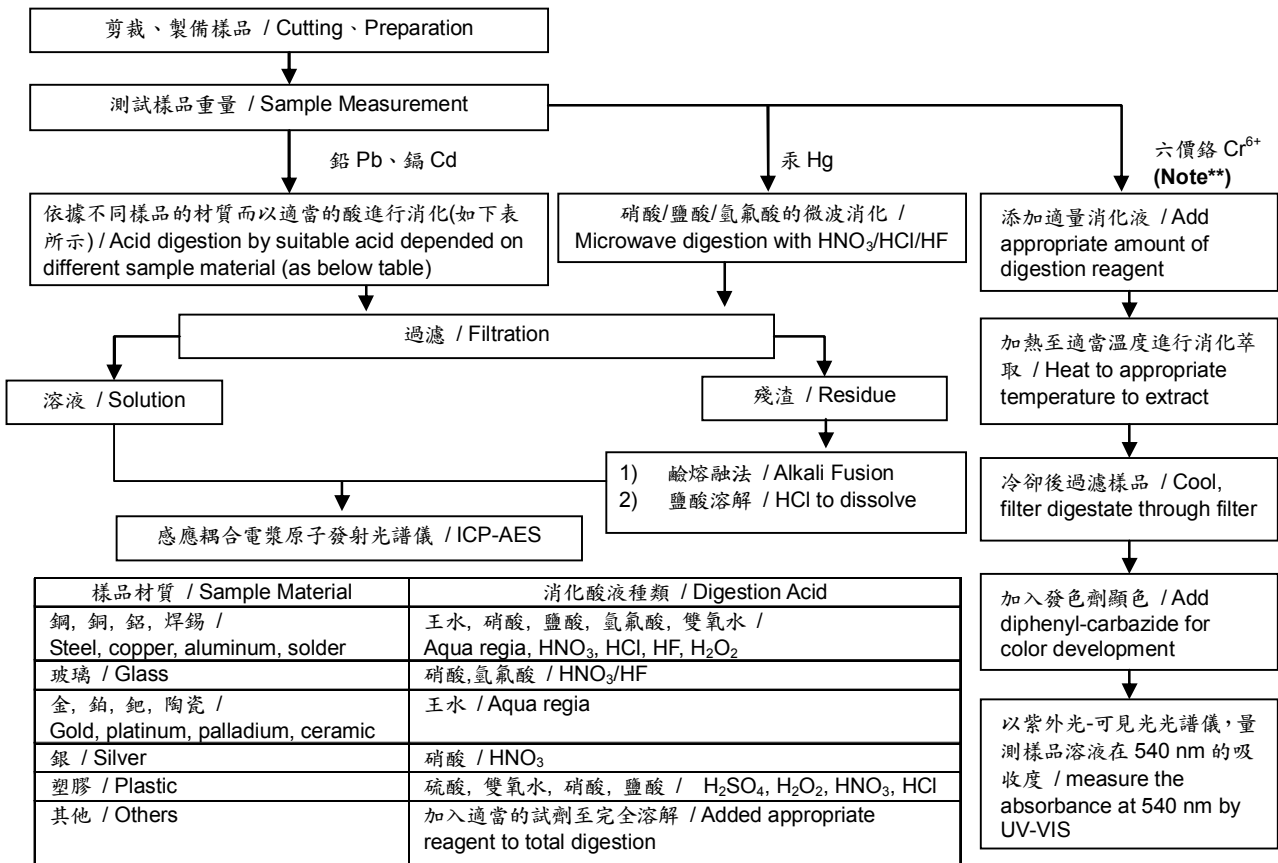 剪裁、製備樣品 / Cutting、Preparation
測試樣品重量 / Sample Measurement
鉛 Pb、鎘 Cd
汞 Hg
六價鉻 Cr⁶⁺
(Note**)
依據不同樣品的材質而以適當的酸進行消化(如下表
所示) / Acid digestion by suitable acid depended on
different sample material (as below table)
硝酸/鹽酸/氫氟酸的微波消化 /
Microwave digestion with HNO₃/HCl/HF
添加適量消化液 / Add
appropriate amount of
digestion reagent
過濾 / Filtration
加熱至適當溫度進行消化萃
取 / Heat to appropriate
temperature to extract
溶液 / Solution
殘渣 / Residue
1) 鹼熔融法 / Alkali Fusion
2) 鹽酸溶解 / HCl to dissolve
冷卻後過濾樣品 / Cool,
filter digestate through filter
感應耦合電漿原子發射光譜儀 / ICP-AES
加入發色劑顯色 / Add
diphenyl-carbazide for
color development
以紫外光-可見光光譜儀，量
測樣品溶液在 540 nm 的吸
收度 / measure the
absorbance at 540 nm by
UV-VIS
樣品材質 / Sample Material 消化酸液種類 / Digestion Acid
鋼, 銅, 鋁, 焊錫 / 王水, 硝酸, 鹽酸, 氫氟酸, 雙氧水 /
Steel, copper, aluminum, solder Aqua regia, HNO₃, HCl, HF, H₂O₂
玻璃 / Glass 硝酸,氫氟酸 / HNO₃/HF
金, 鉑, 鈀, 陶瓷 / 王水 / Aqua regia
Gold, platinum, palladium, ceramic
銀 / Silver 硝酸 / HNO₃
塑膠 / Plastic 硫酸, 雙氧水, 硝酸, 鹽酸 / H₂SO₄, H₂O₂, HNO₃, HCl
其他 / Others 加入適當的試劑至完全溶解 / Added appropriate
reagent to total digestion